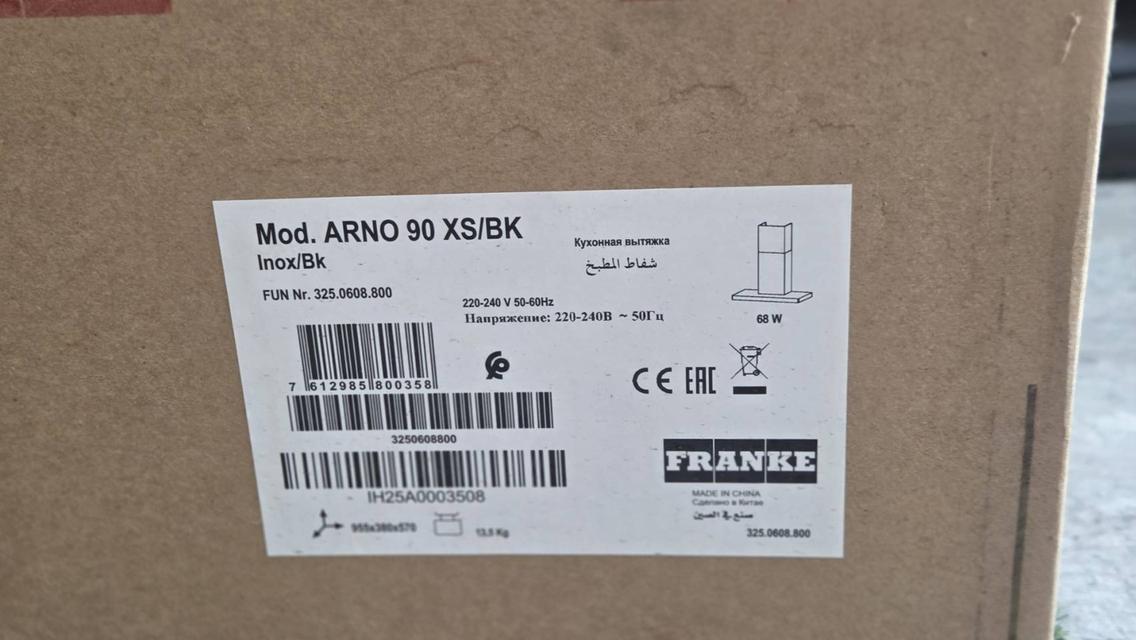 Mod. ARNO 90 XS/BK
Inox/Bk
FUN Nr. 325.0608.800
Кухонная вытяжка
شفاط المطبخ
220-240 V 50-60Hz
Напряжение: 220-240В ~ 50Гц
68 W
7 612985 800358
3250608800
IH25A0003508
955x380x570
13,5 Kg
CE EAC
FRANKE
MADE IN CHINA
Сделано в Китае
صنع في الصين
325.0608.800